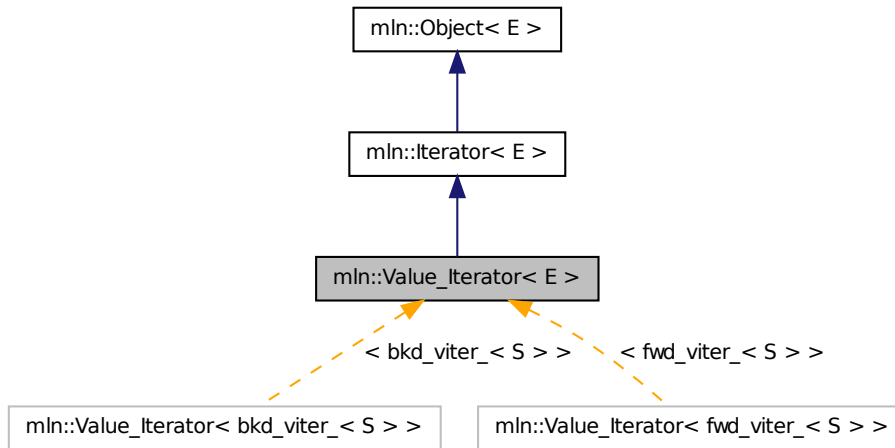 mln::Object< E >
mln::Iterator< E >
mln::Value_Iterator< E >
< bkd_viter_< S > >
< fwd_viter_< S > >
mln::Value_Iterator< bkd_viter_< S > >
mln::Value_Iterator< fwd_viter_< S > >